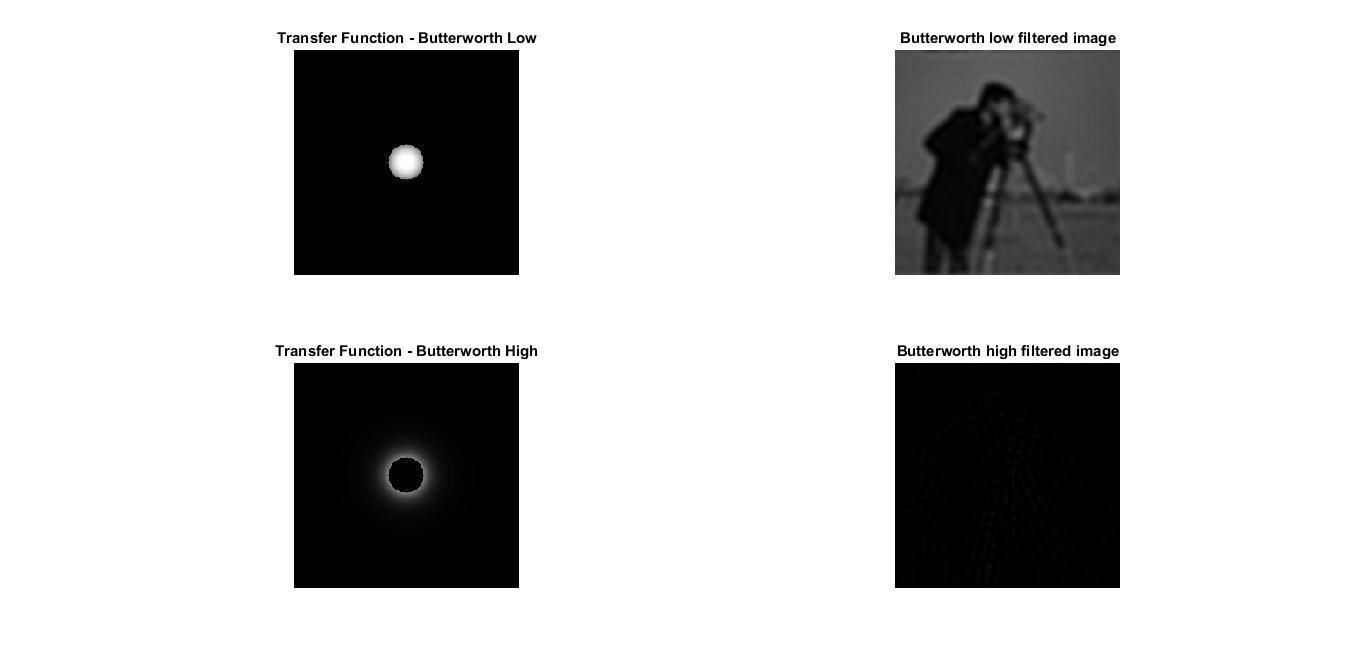 Transfer Function - Butterworth Low
Butterworth low filtered image
Transfer Function - Butterworth High
Butterworth high filtered image